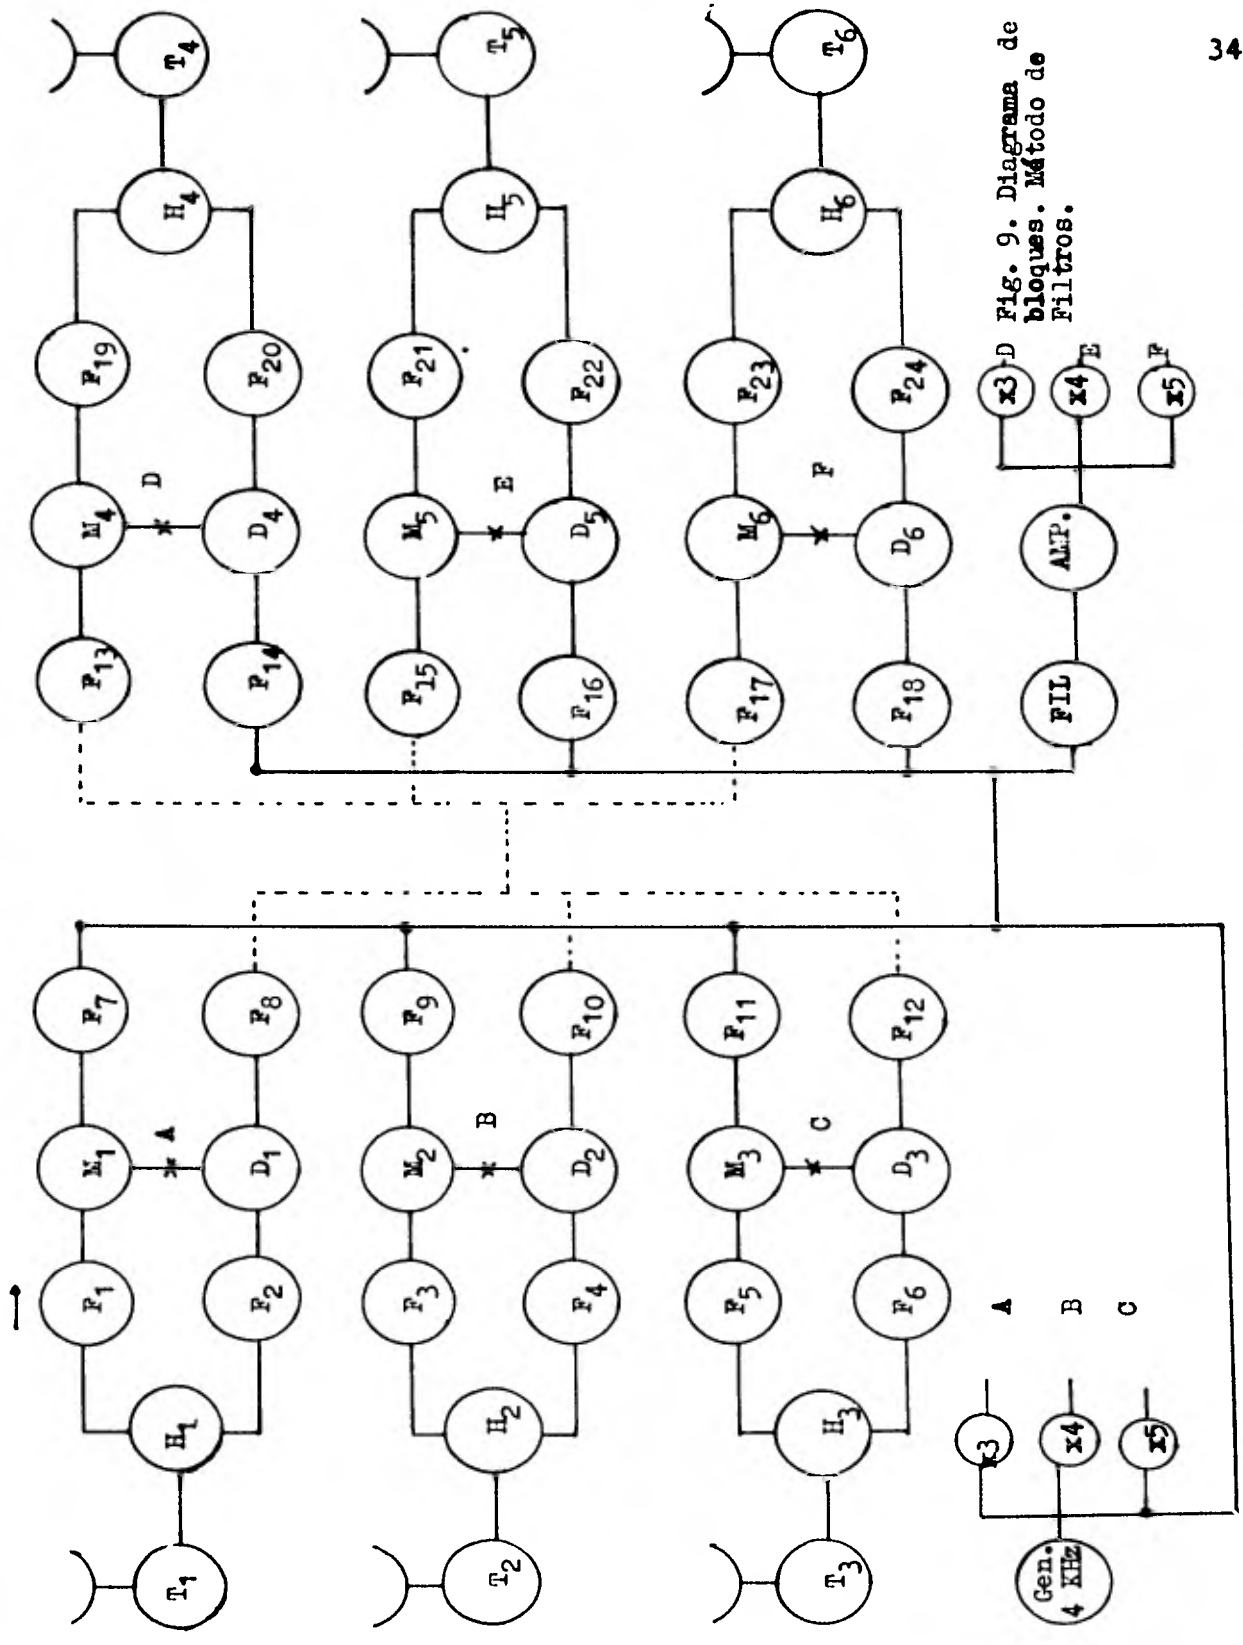 34
T4
H4
F19
F20
M4
D
D4
F13
F14
T5
H5
F21
F22
M5
E
D5
F15
F16
T6
H6
F23
F24
M6
F
D6
F17
F18
Fig. 9. Diagrama de
bloques. Método de
Filtros.
x3
D
x4
E
x5
F
AMP.
FIL
F7
F8
M1
A
D1
F1
F2
H1
T1
F9
F10
M2
B
D2
F3
F4
H2
T2
F11
F12
M3
C
D3
F5
F6
H3
T3
A
B
C
x3
x4
x5
Gen.
4 KHz